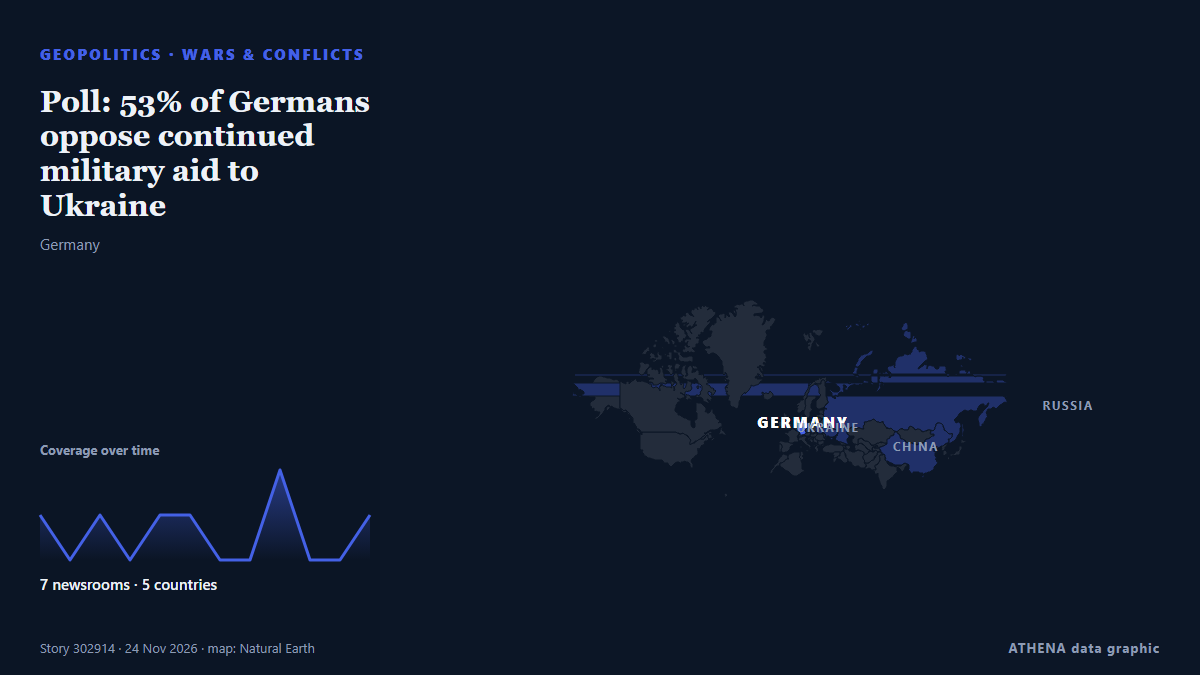 GEOPOLITICS · WARS & CONFLICTS
Poll: 53% of Germans
oppose continued
military aid to
Ukraine
Germany
RUSSIA
GERMANY
UKRAINE
CHINA
Coverage over time
7 newsrooms · 5 countries
Story 302914 · 24 Nov 2026 · map: Natural Earth
ATHENA data graphic